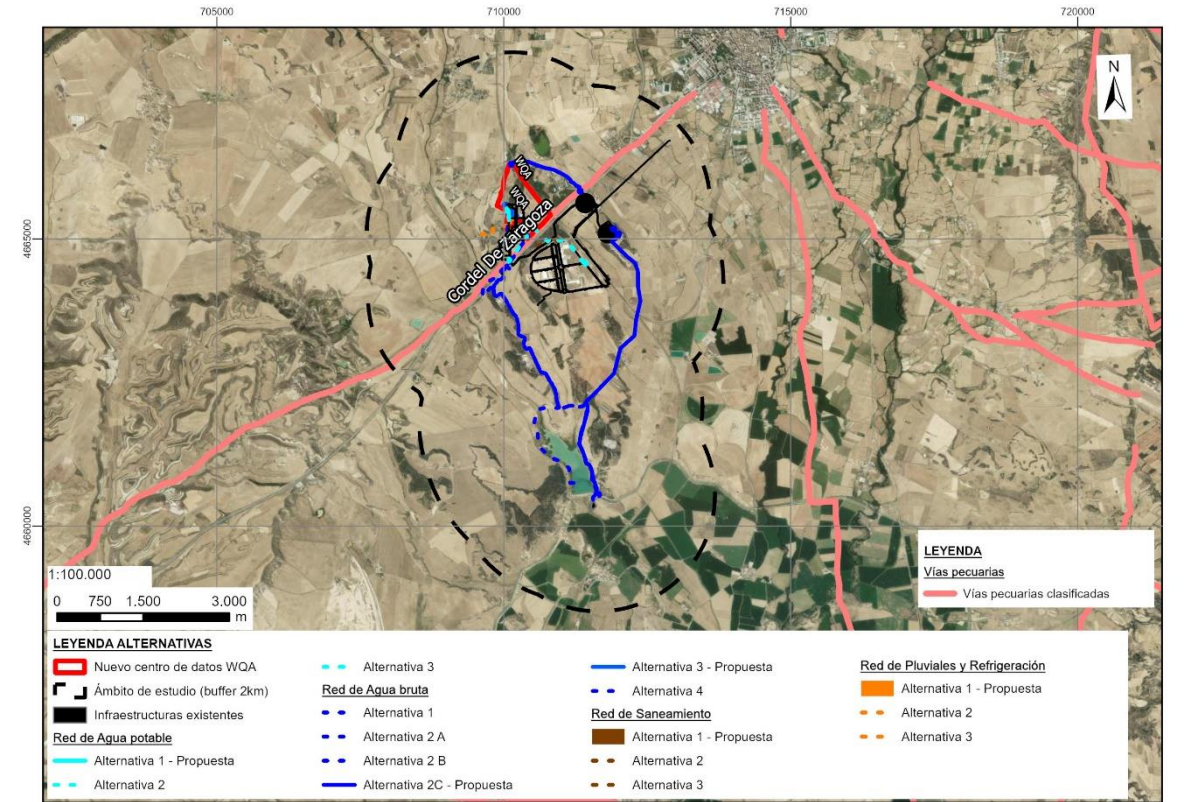 705000
710000
715000
720000
N
WQA
WQA
4665000
Cordel De Zaragoza
4660000
1:100.000
0 750 1.500 3.000
m
LEYENDA
Vías pecuarias
Vías pecuarias clasificadas
LEYENDA ALTERNATIVAS
Nuevo centro de datos WQA
Ámbito de estudio (buffer 2km)
Infraestructuras existentes
Red de Agua potable
Alternativa 1 - Propuesta
Alternativa 2
Alternativa 3
Red de Agua bruta
Alternativa 1
Alternativa 2 A
Alternativa 2 B
Alternativa 2C - Propuesta
Alternativa 3 - Propuesta
Alternativa 4
Red de Saneamiento
Alternativa 1 - Propuesta
Alternativa 2
Alternativa 3
Red de Pluviales y Refrigeración
Alternativa 1 - Propuesta
Alternativa 2
Alternativa 3